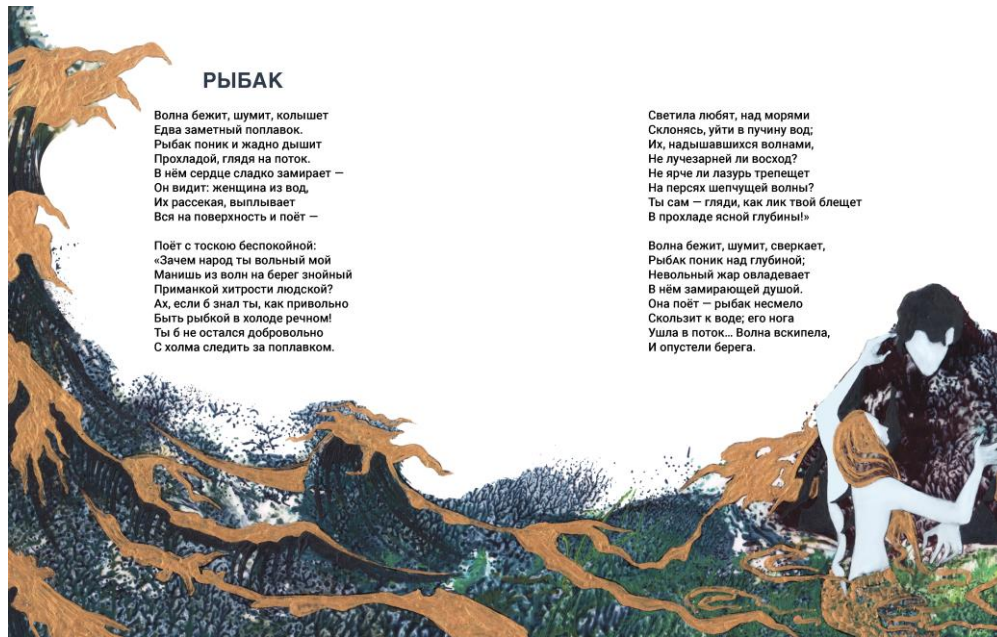 РЫБАК
Волна бежит, шумит, колышет
Едва заметный поплавок.
Рыбак поник и жадно дышит
Прохладой, глядя на поток.
В нём сердце сладко замирает —
Он видит: женщина из вод,
Их рассекая, выплывает
Вся на поверхность и поёт —
Поёт с тоскою беспокойной:
«Зачем народ ты вольный мой
Манишь из волн на берег знойный
Приманкой хитрости людской?
Ах, если б знал ты, как привольно
Быть рыбкой в холоде речном!
Ты б не остался добровольно
С холма следить за поплавком.
Светила любят, над морями
Склонясь, уйти в пучину вод;
Их, надышавшихся волнами,
Не лучезарней ли восход?
Не ярче ли лазурь трепещет
На персях шепчущей волны?
Ты сам — гляди, как лик твой блещет
В прохладе ясной глубины!»
Волна бежит, шумит, сверкает,
Рыбак поник над глубиной;
Невольный жар овладевает
В нём замирающей душой.
Она поёт — рыбак несмело
Скользит к воде; его нога
Ушла в поток... Волна вскипела,
И опустели берега.